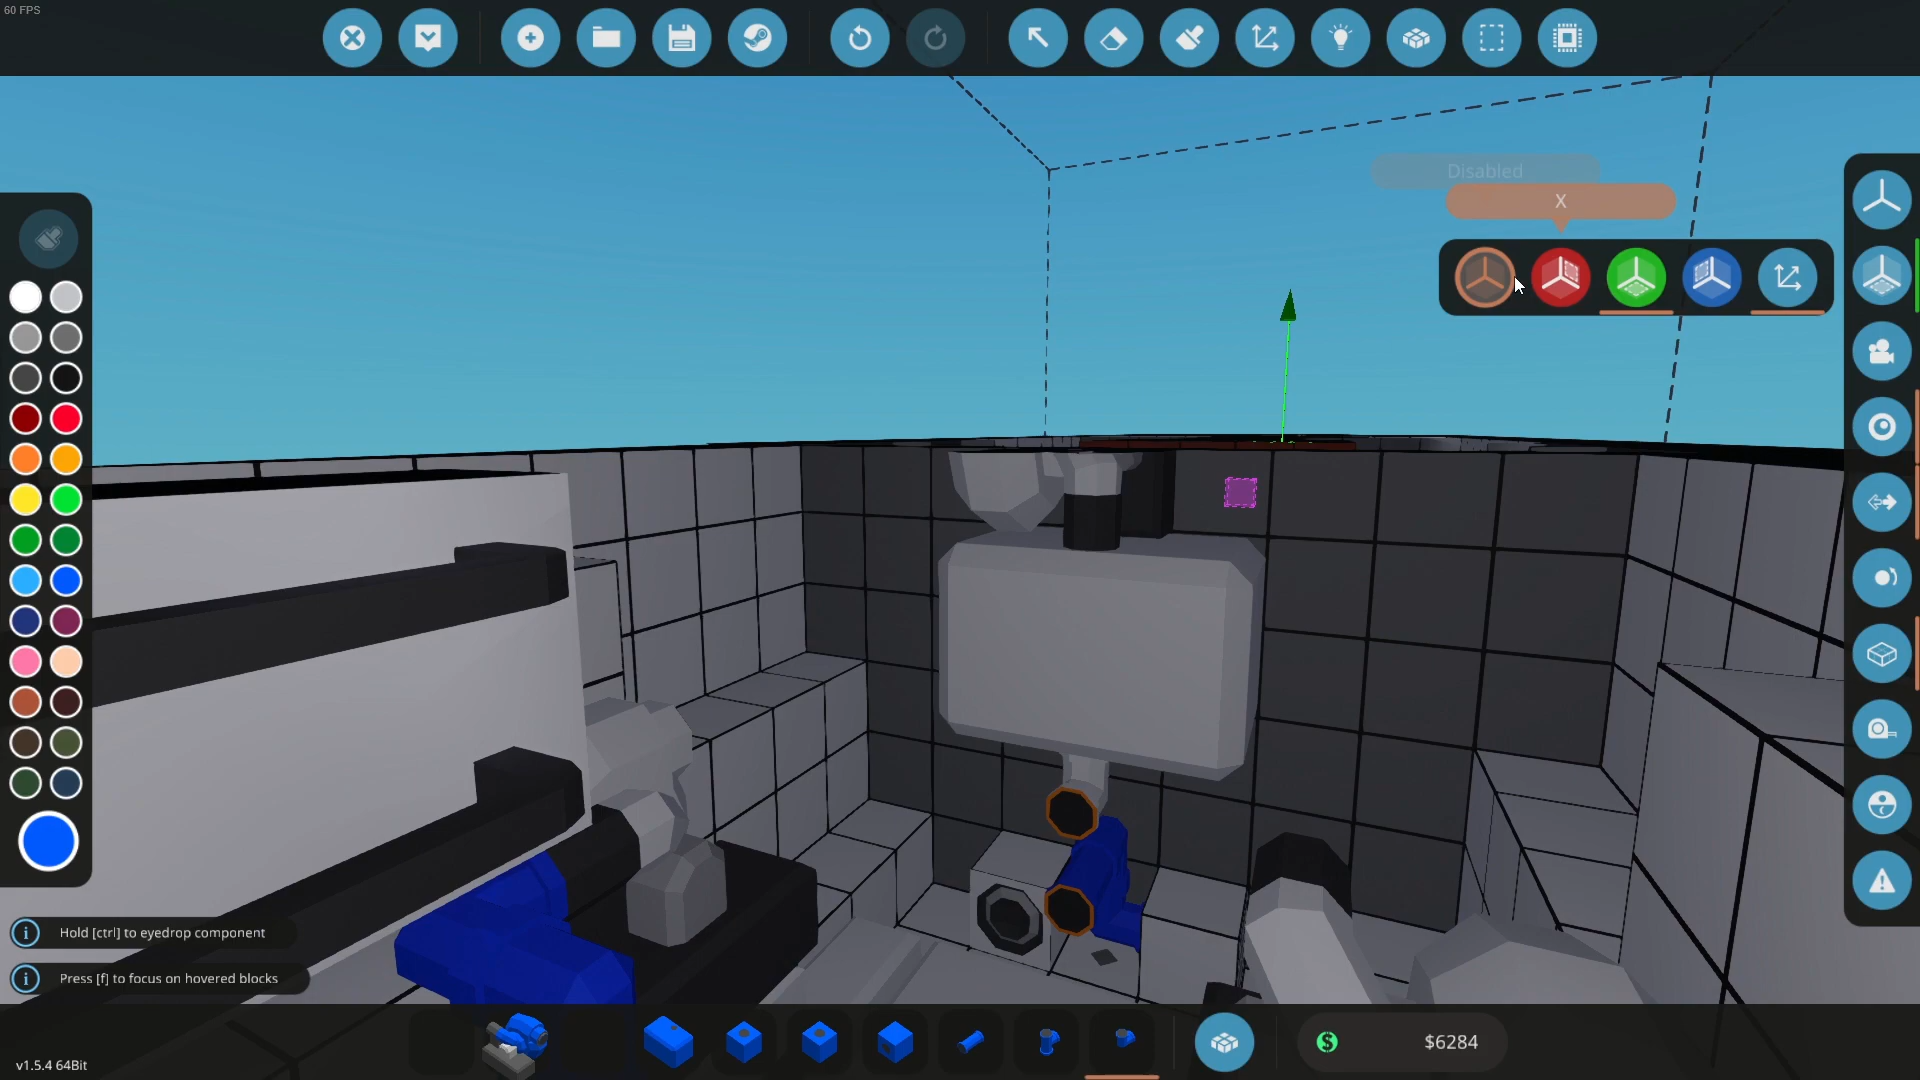 60 FPS
Disabled
X
Hold [ctrl] to eyedrop component
Press [f] to focus on hovered blocks
$6284
v1.5.4 64Bit